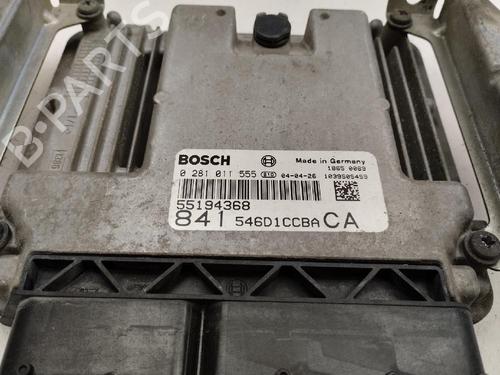 B-PARTS
BOSCH
Made in Germany
0 281 011 555
04-04-26
1039S05459
55194368
841 546D1CCBA CA